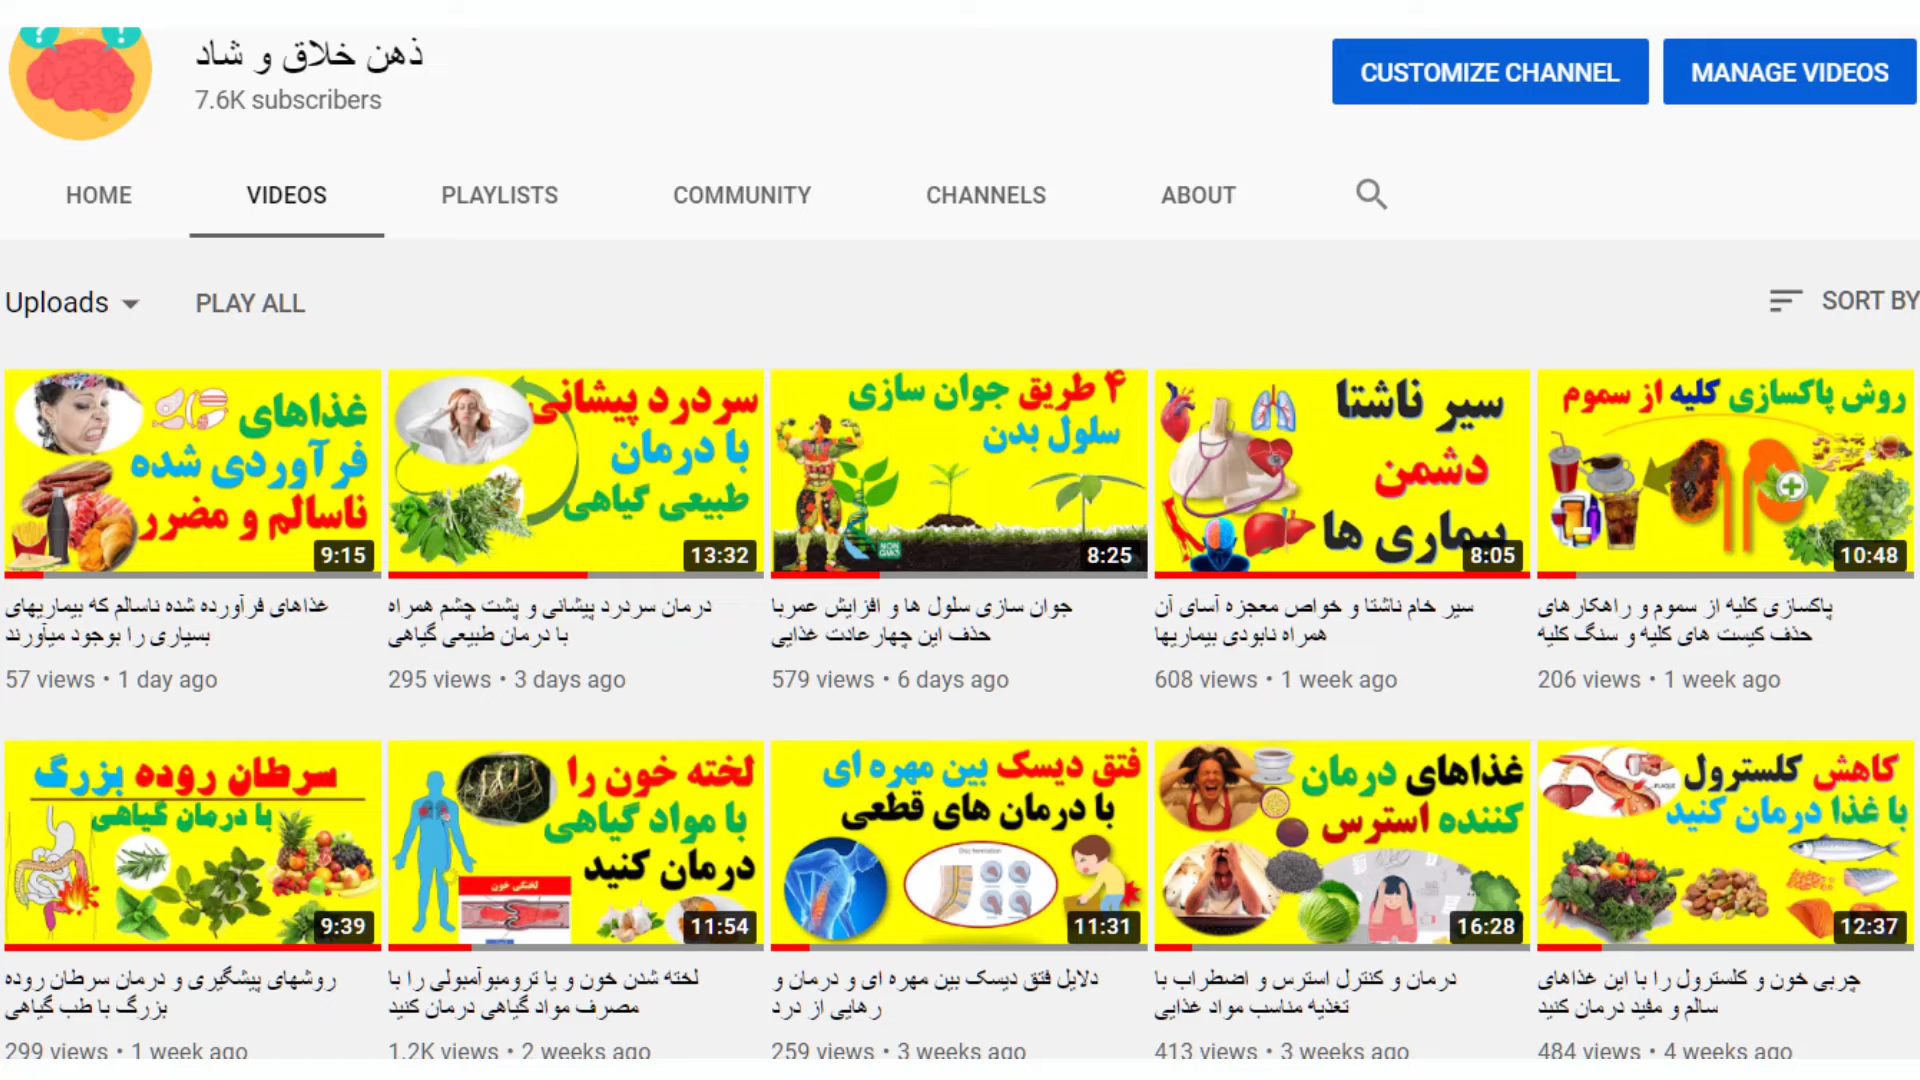 ذهن خلاق و شاد
7.6K subscribers
CUSTOMIZE CHANNEL
MANAGE VIDEOS
HOME
VIDEOS
PLAYLISTS
COMMUNITY
CHANNELS
ABOUT
Uploads
PLAY ALL
SORT BY
غذاهای
فرآوردی شده
ناسالم و مضرر
9:15
غذاهای فرآورده شده ناسالم که بیماریهای
بسیاری را بوجود میآورند
57 views • 1 day ago
سردرد پیشانی
با درمان
طبیعی گیاهی
13:32
درمان سردرد پیشانی و پشت چشم همراه
با درمان طبیعی گیاهی
295 views • 3 days ago
۴ طریق جوان سازی
سلول بدن
NON
GMO
8:25
جوان سازی سلول ها و افزایش عمربا
حذف این چهارعادت غذایی
579 views • 6 days ago
سیر ناشتا
دشمن
بیماری ها
8:05
سیر خام ناشتا و خواص معجزه آسای آن
همراه نابودی بیماریها
608 views • 1 week ago
روش پاکسازی کلیه از سموم
10:48
پاکسازی کلیه از سموم و راهکارهای
حذف کیست های کلیه و سنگ کلیه
206 views • 1 week ago
سرطان روده بزرگ
با درمان گیاهی
9:39
روشهای پیشگیری و درمان سرطان روده
بزرگ با طب گیاهی
299 views • 1 week ago
لخته خون را
با مواد گیاهی
درمان کنید
لختگی خون
11:54
لخته شدن خون و یا ترومبوآمبولی را با
مصرف مواد گیاهی درمان کنید
1.2K views • 2 weeks ago
فتق دیسک بین مهره ای
با درمان های قطعی
Disc herniation
11:31
دلایل فتق دیسک بین مهره ای و درمان و
رهایی از درد
259 views • 3 weeks ago
غذاهای درمان
کننده استرس
16:28
درمان و کنترل استرس و اضطراب با
تغذیه مناسب مواد غذایی
413 views • 3 weeks ago
کاهش کلسترول
با غذا درمان کنید
PLAQUE
12:37
چربی خون و کلسترول را با این غذاهای
سالم و مفید درمان کنید
484 views • 4 weeks ago